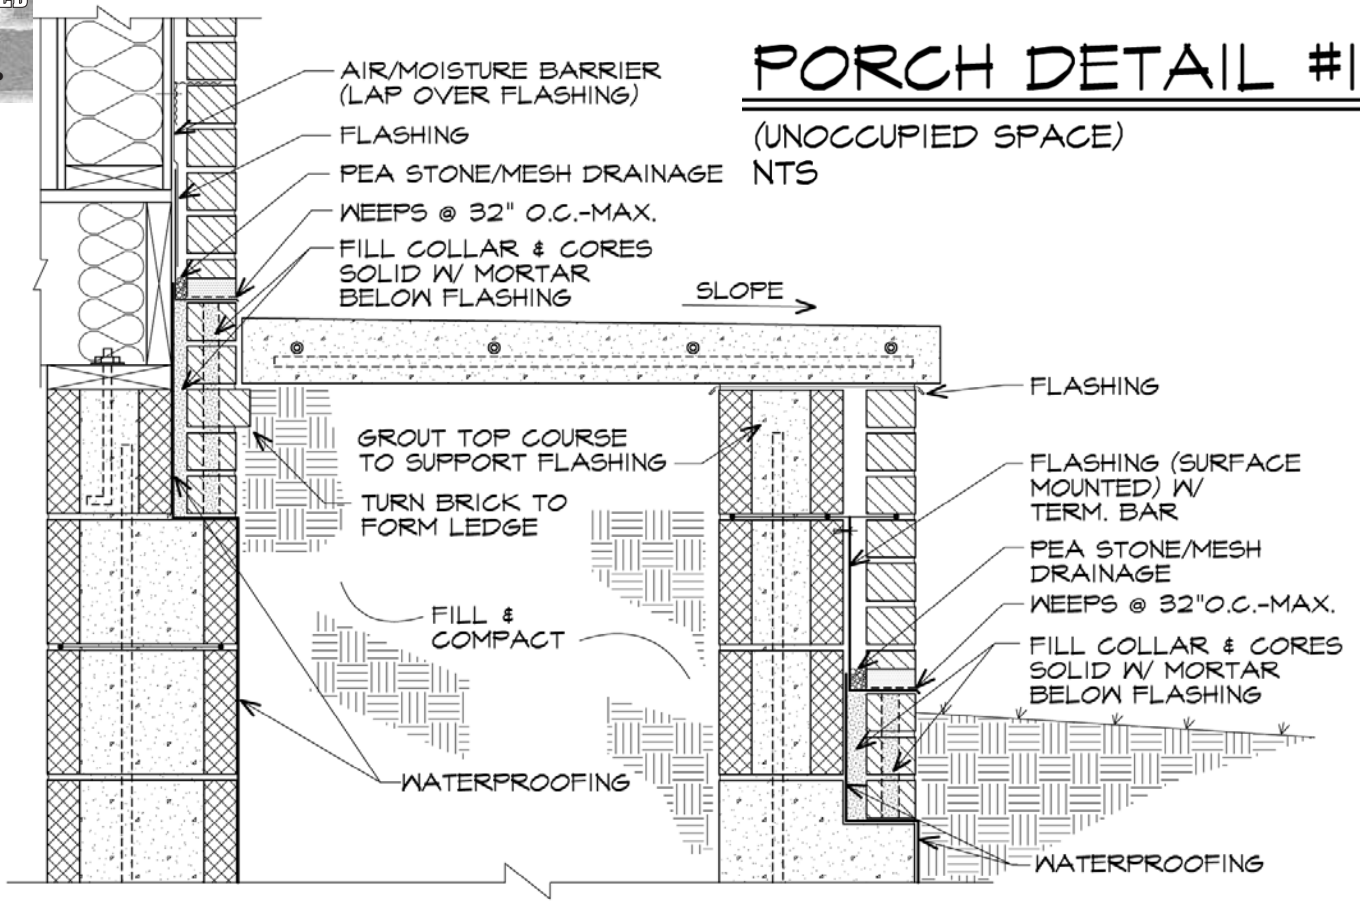 PORCH DETAIL #1
(UNOCCUPIED SPACE)
NTS
AIR/MOISTURE BARRIER
(LAP OVER FLASHING)
FLASHING
PEA STONE/MESH DRAINAGE
WEEPS @ 32" O.C.-MAX.
FILL COLLAR & CORES
SOLID W/ MORTAR
BELOW FLASHING
SLOPE
GROUT TOP COURSE
TO SUPPORT FLASHING
TURN BRICK TO
FORM LEDGE
FILL &
COMPACT
WATERPROOFING
FLASHING
FLASHING (SURFACE
MOUNTED) W/
TERM. BAR
PEA STONE/MESH
DRAINAGE
WEEPS @ 32"O.C.-MAX.
FILL COLLAR & CORES
SOLID W/ MORTAR
BELOW FLASHING
WATERPROOFING